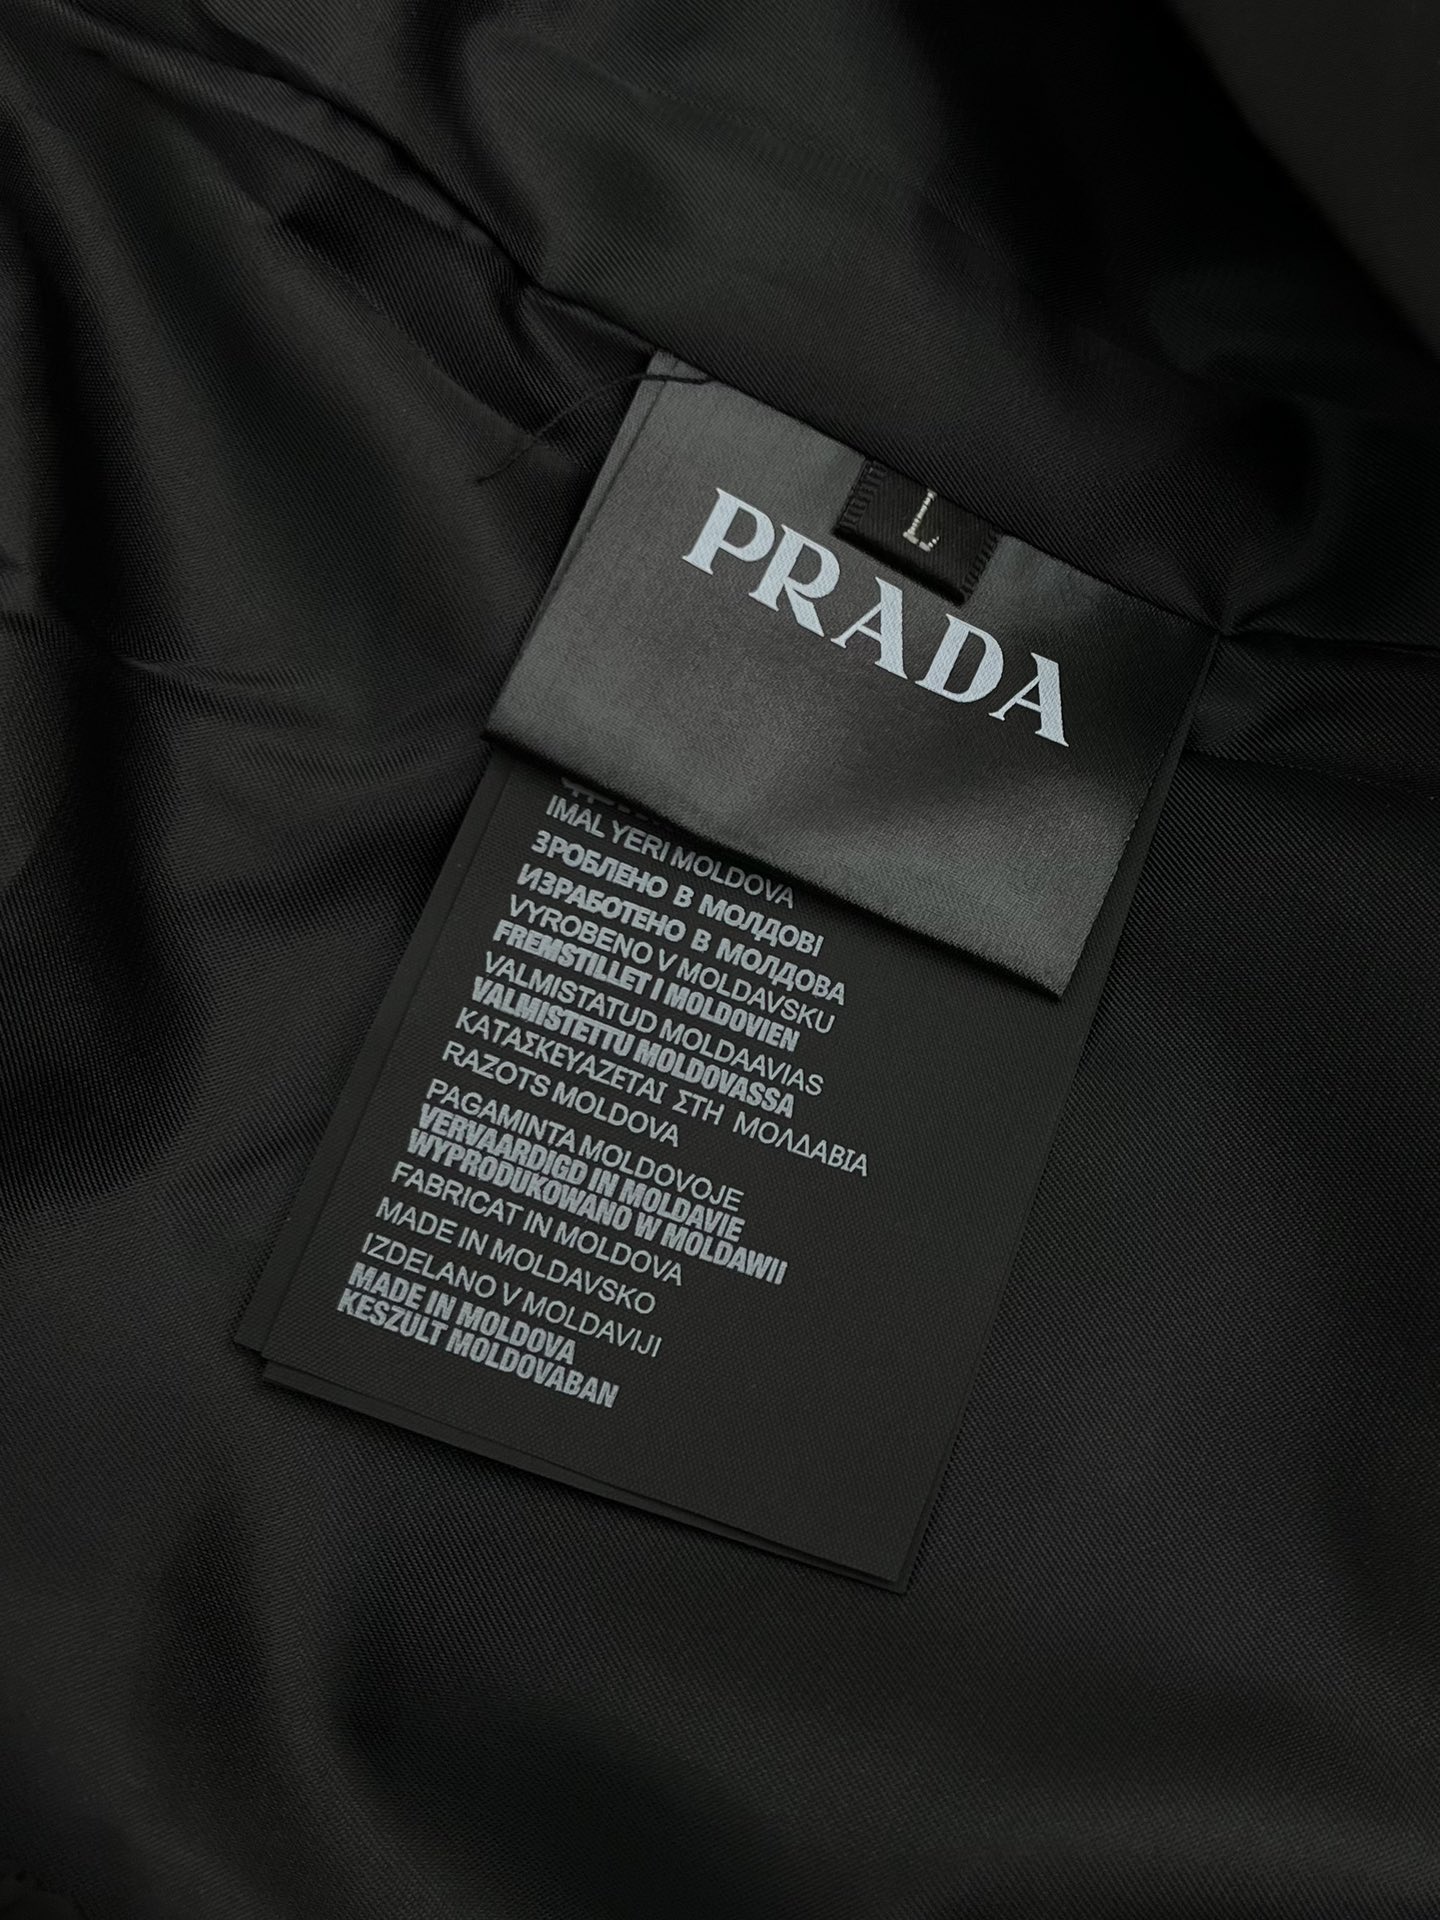 L
PRADA
IMAL YERI MOLDOVA
ЗРОБЛЕНО В МОЛДОВІ
ИЗРАБОТЕНО В МОЛДОВА
VYROBENO V MOLDAVSKU
FREMSTILLET I MOLDOVIEN
VALMISTATUD MOLDAAVIAS
VALMISTETTU MOLDOVASSA
ΚΑΤΑΣΚΕΥΑΖΕΤΑΙ ΣΤΗ ΜΟΛΔΑΒΙΑ
RAZOTS MOLDOVA
PAGAMINTA MOLDOVOJE
VERVAARDIGD IN MOLDAVIE
WYPRODUKOWANO W MOLDAWII
FABRICAT IN MOLDOVA
MADE IN MOLDAVSKO
IZDELANO V MOLDAVIJI
MADE IN MOLDOVA
KESZULT MOLDOVABAN